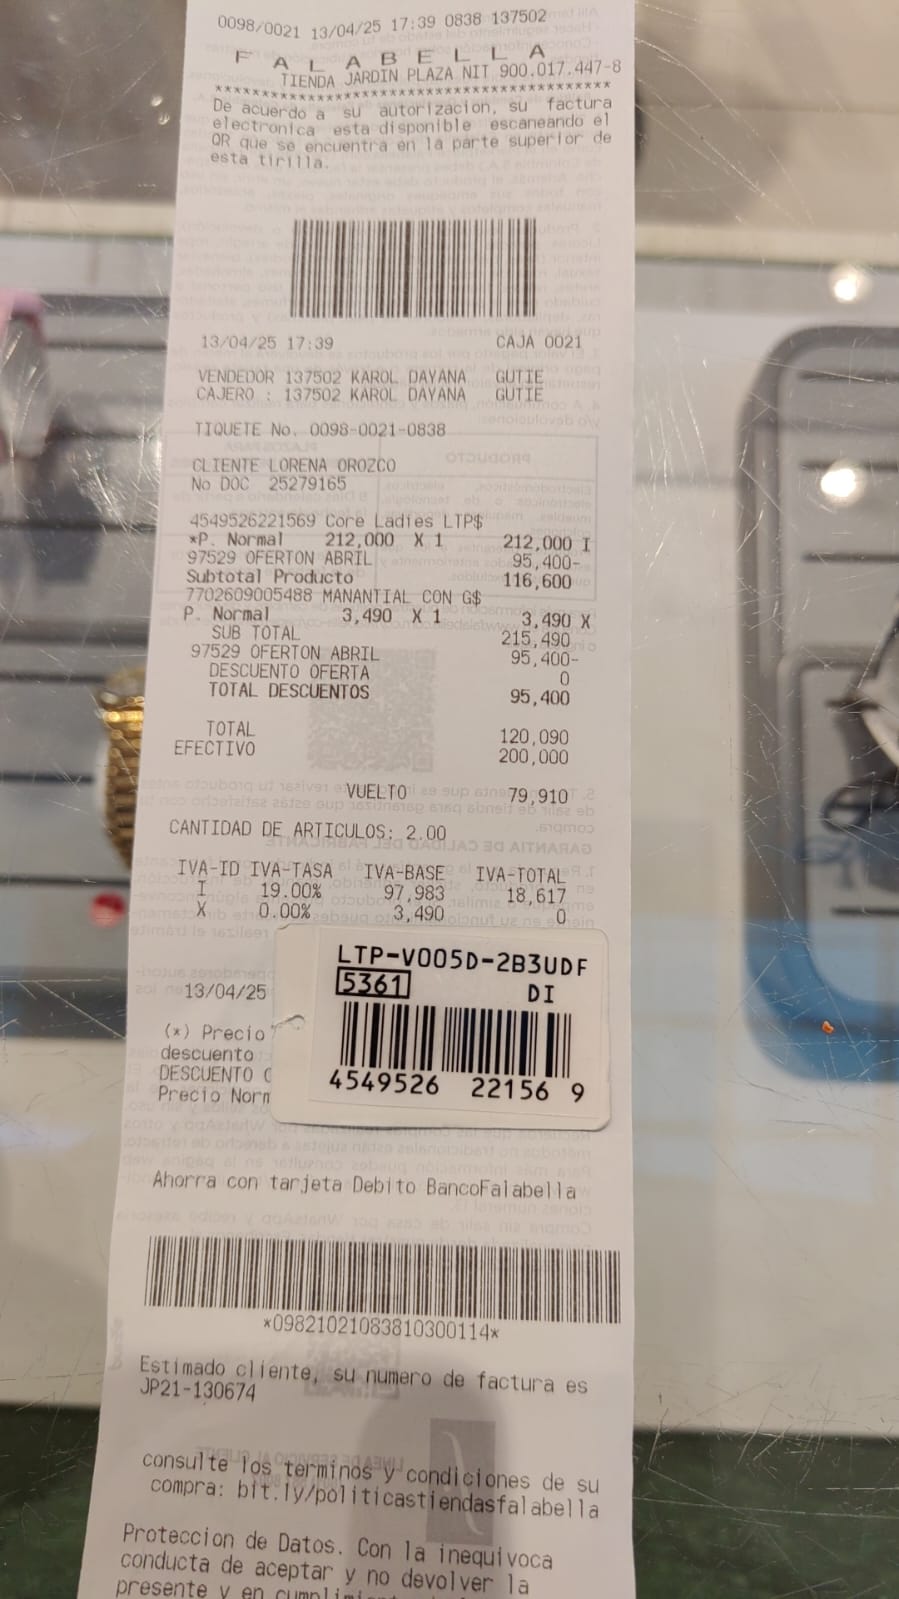 0098/0021 13/04/25 17:39 0838 137502
F A L A B E L L A
TIENDA JARDIN PLAZA NIT 900.017.447-8
****************************************
De acuerdo a su autorizacion, su factura
electronica esta disponible escaneando el
QR que se encuentra en la parte superior de
esta tirilla.
13/04/25 17:39 CAJA 0021
VENDEDOR 137502 KAROL DAYANA GUTIE
CAJERO : 137502 KAROL DAYANA GUTIE
TIQUETE No. 0098-0021-0838
CLIENTE LORENA OROZCO
No DOC 25279165
4549526221569 Core Ladies LTP$
*P. Normal 212,000 X 1 212,000 I
97529 OFERTON ABRIL 95,400-
Subtotal Producto 116,600
7702609005488 MANANTIAL CON G$
P. Normal 3,490 X 1 3,490 X
SUB TOTAL 215,490
97529 OFERTON ABRIL 95,400-
DESCUENTO OFERTA 0
TOTAL DESCUENTOS 95,400
TOTAL 120,090
EFECTIVO 200,000
VUELTO 79,910
CANTIDAD DE ARTICULOS: 2.00
IVA-ID IVA-TASA IVA-BASE IVA-TOTAL
I 19.00% 97,983 18,617
X 0.00% 3,490 0
LTP-V005D-2B3UDF
5361 DI
4549526 22156 9
13/04/25
(*) Precio
descuento
DESCUENTO
Precio Norm
Ahorra con tarjeta Debito BancoFalabella
*09821021083810300114*
Estimado cliente, su numero de factura es
JP21-130674
consulte los terminos y condiciones de su
compra: bit.ly/politicastiendasfalabella
Proteccion de Datos. Con la inequivoca
conducta de aceptar y no devolver la
presente y en